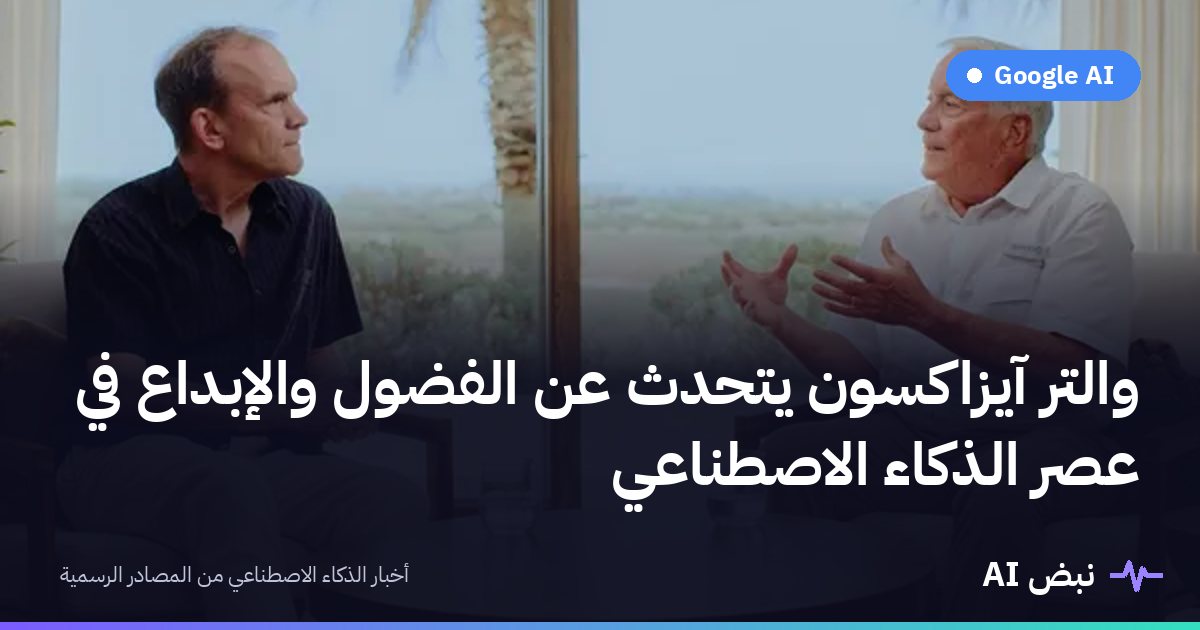 Google AI
والتر آيزاكسون يتحدث عن الفضول والإبداع في
عصر الذكاء الاصطناعي
نبض AI
أخبار الذكاء الاصطناعي من المصادر الرسمية